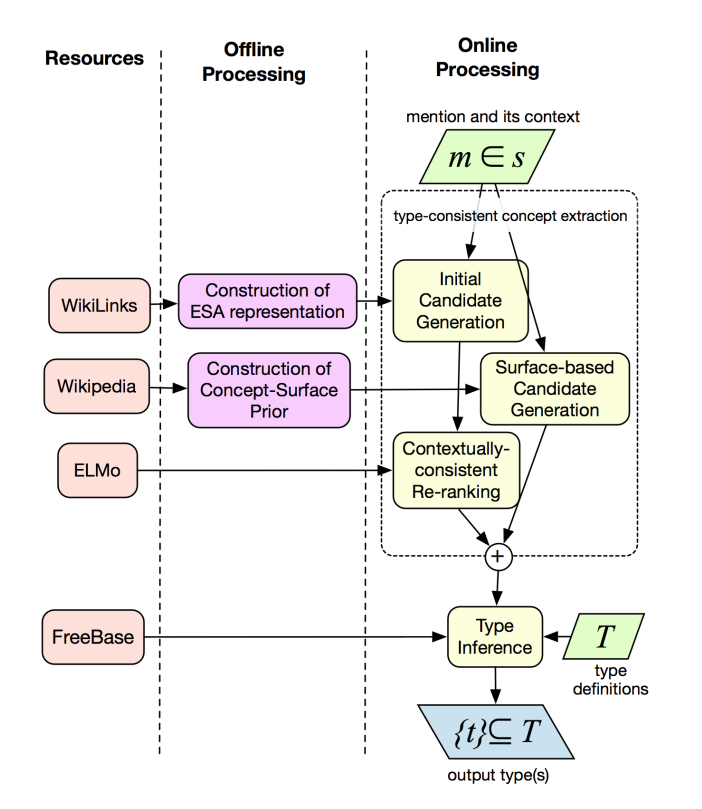 Resources
Offline
Processing
Online
Processing
mention and its context
m ∈ s
type-consistent concept extraction
WikiLinks
Construction of
ESA representation
Initial
Candidate
Generation
Wikipedia
Construction of
Concept-Surface
Prior
Surface-based
Candidate
Generation
ELMo
Contextually-
consistent
Re-ranking
+
FreeBase
Type
Inference
T
type
definitions
{t}⊆ T
output type(s)